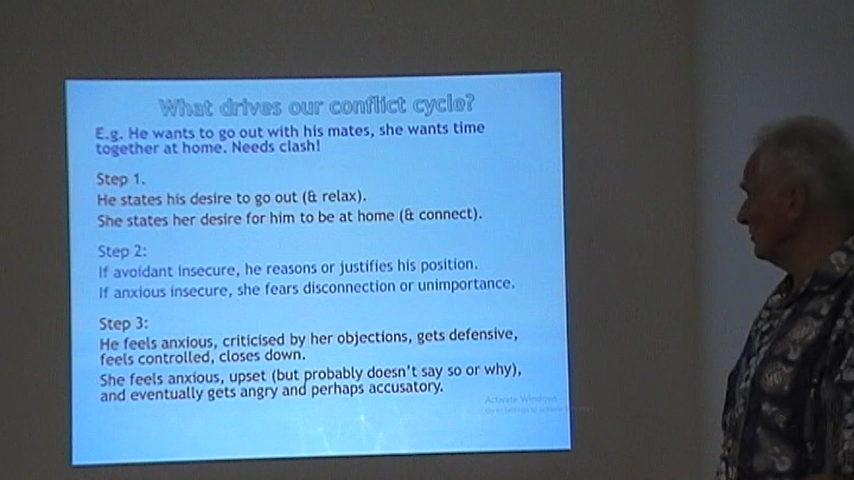 What drives our conflict cycle?
E.g. He wants to go out with his mates, she wants time
together at home. Needs clash!
Step 1.
He states his desire to go out (& relax).
She states her desire for him to be at home (& connect).
Step 2:
If avoidant insecure, he reasons or justifies his position.
If anxious insecure, she fears disconnection or unimportance.
Step 3:
He feels anxious, criticised by her objections, gets defensive,
feels controlled, closes down.
She feels anxious, upset (but probably doesn't say so or why),
and eventually gets angry and perhaps accusatory.
Activate Windows
Go to Settings to activate